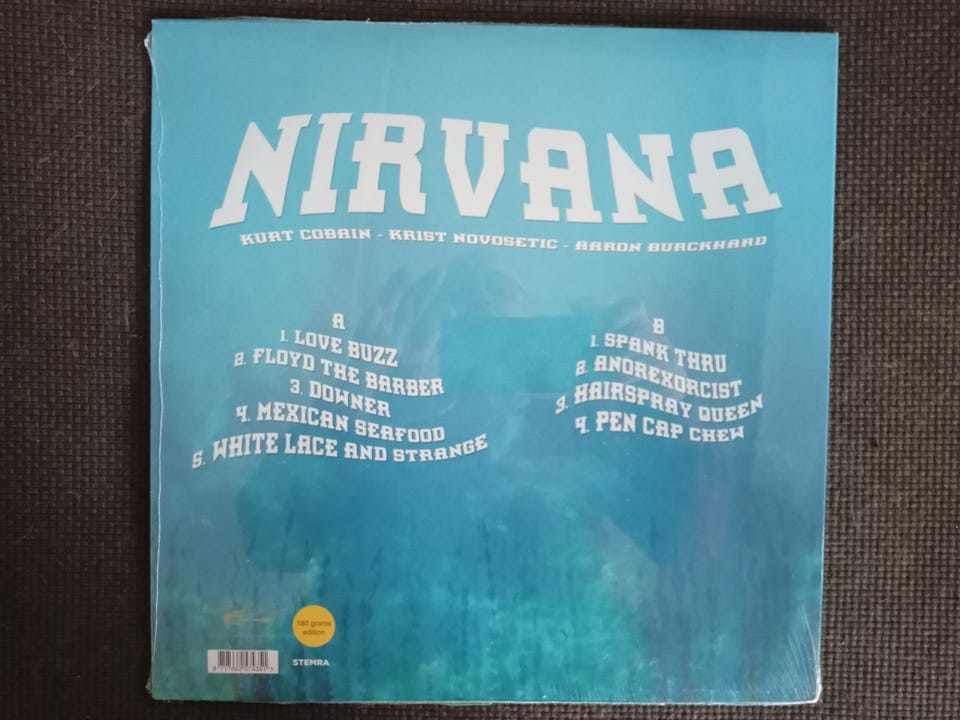 NIRVANA
KURT COBAIN - KRIST NOVOSETIC - AARON BURCKHARD
A
1. LOVE BUZZ
2. FLOYD THE BARBER
3. DOWNER
4. MEXICAN SEAFOOD
5. WHITE LACE AND STRANGE
B
1. SPANK THRU
2. ANOREXORCIST
3. HAIRSPRAY QUEEN
4. PEN CAP CHEW
180 grams
edition
STEMRA